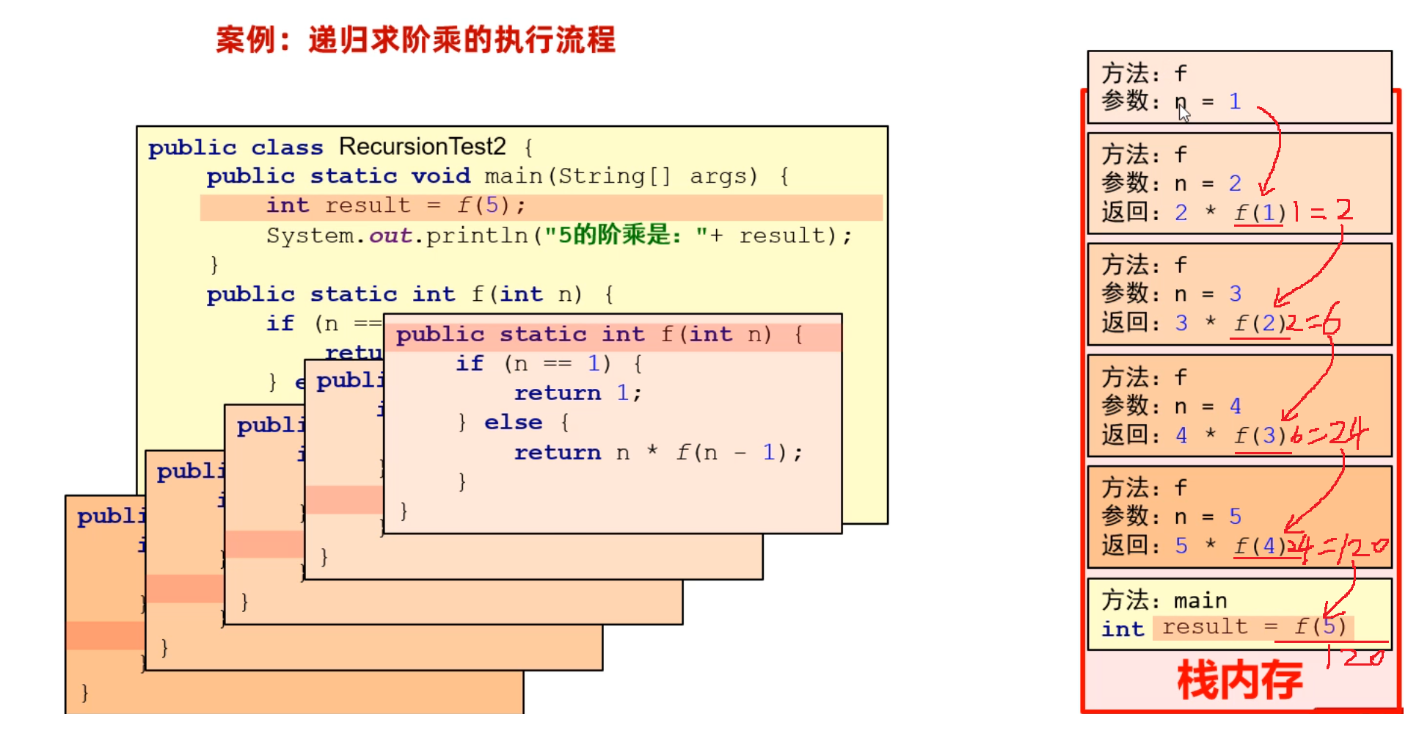 案例：递归求阶乘的执行流程
public class RecursionTest2 {
public static void main(String[] args) {
int result = f(5);
System.out.println("5的阶乘是："+ result);
}
public static int f(int n) {
if (n ==
retu
} e
public static int f(int n) {
if (n == 1) {
return 1;
} else {
return n * f(n - 1);
}
}
publi
i
}
publi
i
}
}
publi
i
}
}
publi
i
}
}
方法：f
参数：n = 1
方法：f
参数：n = 2
返回：2 * f(1) 1=2
方法：f
参数：n = 3
返回：3 * f(2) 2=6
方法：f
参数：n = 4
返回：4 * f(3) 6=24
方法：f
参数：n = 5
返回：5 * f(4) 24=120
方法：main
int result = f(5)
120
栈内存